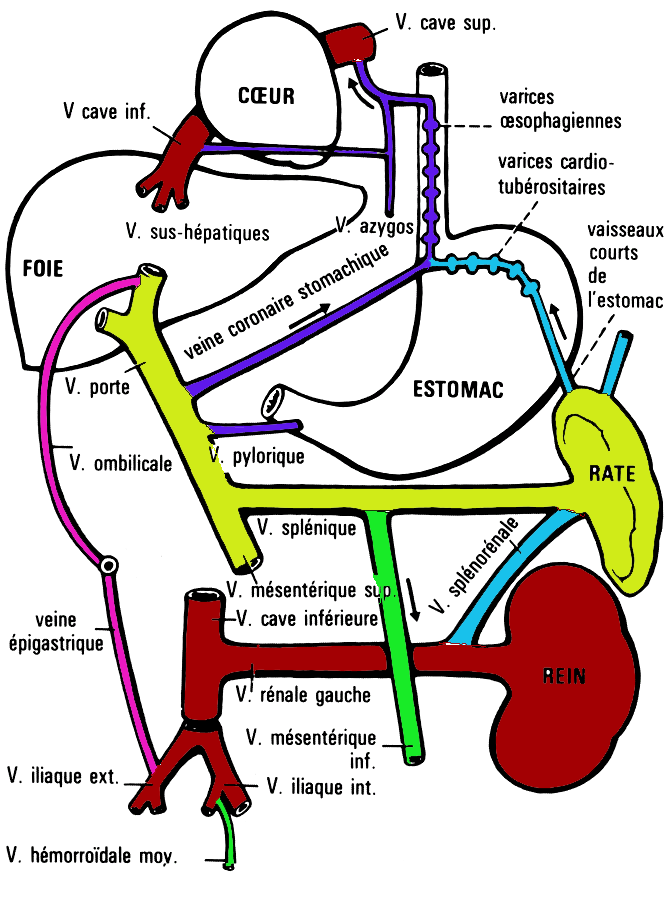 V. cave sup.
CŒUR
V cave inf.
varices
œsophagiennes
varices cardio-
tubérositaires
V. sus-hépatiques
V. azygos
vaisseaux
courts
de
l'estomac
FOIE
veine coronaire stomachique
V. porte
ESTOMAC
V. ombilicale
V. pylorique
RATE
V. splénique
V. splénorénale
V. mésentérique sup.
V. cave inférieure
veine
épigastrique
REIN
V. rénale gauche
V. mésentérique
inf.
V. iliaque ext.
V. iliaque int.
V. hémorroïdale moy.